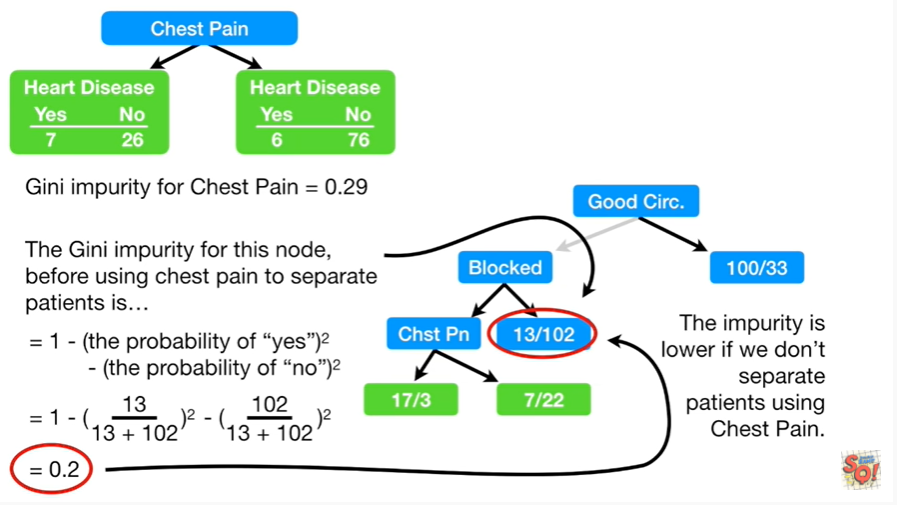 Chest Pain
Heart Disease
Yes No
7 26
Heart Disease
Yes No
6 76
Gini impurity for Chest Pain = 0.29
The Gini impurity for this node,
before using chest pain to separate
patients is…
= 1 - (the probability of “yes”)²
- (the probability of “no”)²
= 1 - (13 / 13 + 102)² - (102 / 13 + 102)²
= 0.2
Good Circ.
Blocked
100/33
Chst Pn
13/102
17/3
7/22
The impurity is
lower if we don’t
separate
patients using
Chest Pain.
SQ!